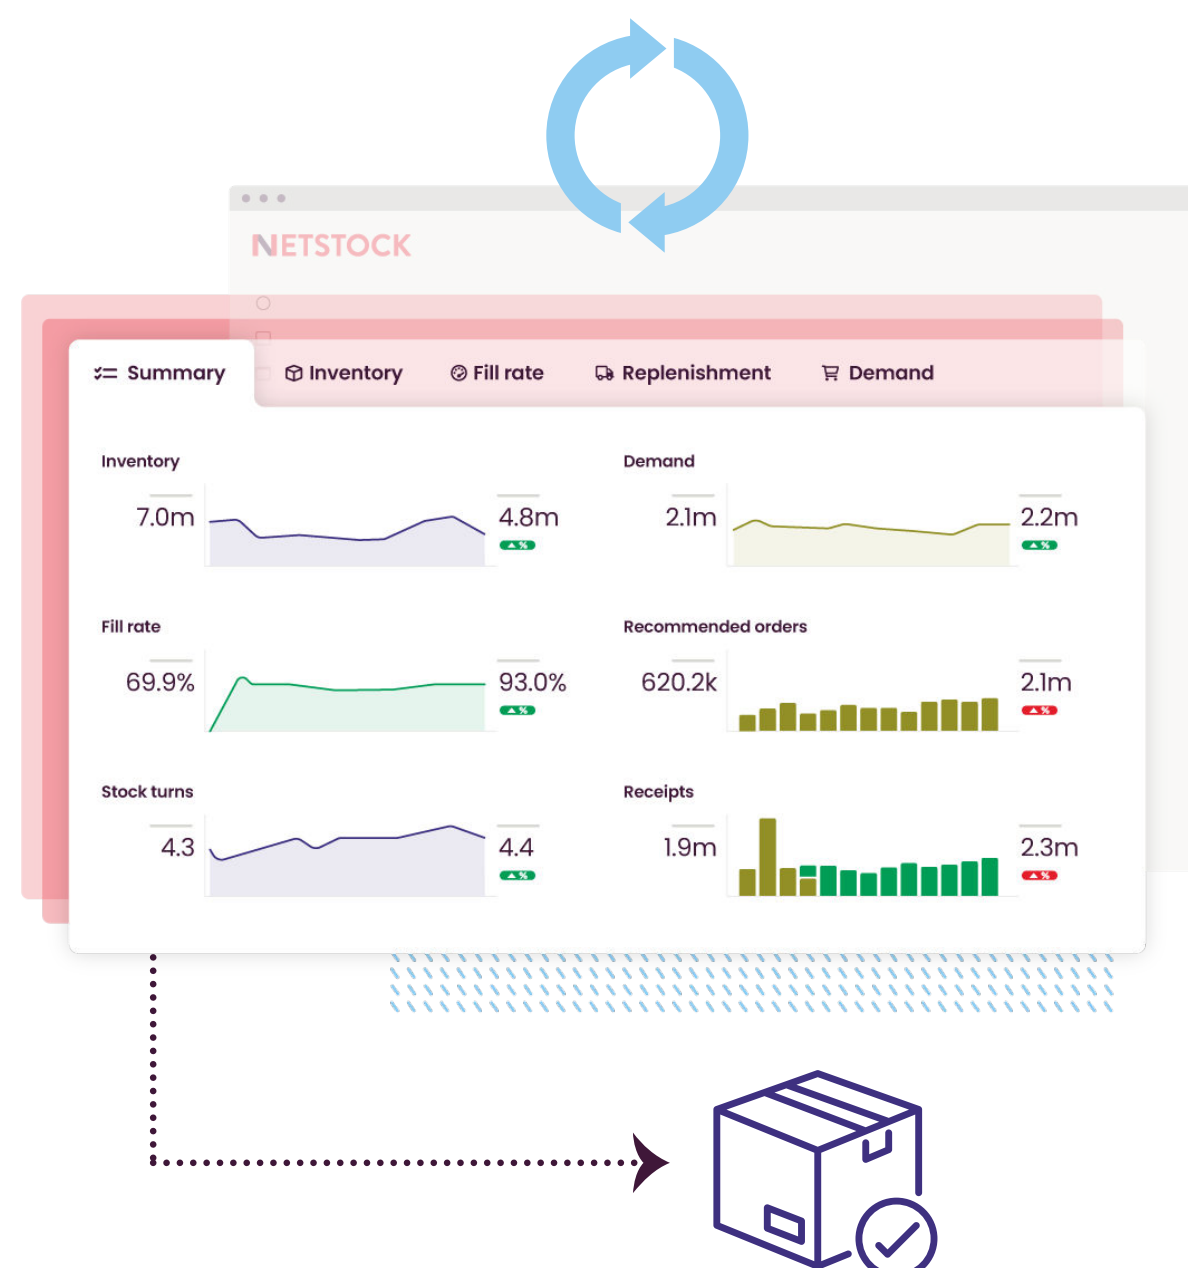 NETSTOCK
Summary Inventory Fill rate Replenishment Demand
Inventory
7.0m 4.8m
%
Demand
2.1m 2.2m
%
Fill rate
69.9% 93.0%
%
Recommended orders
620.2k 2.1m
%
Stock turns
4.3 4.4
%
Receipts
1.9m 2.3m
%